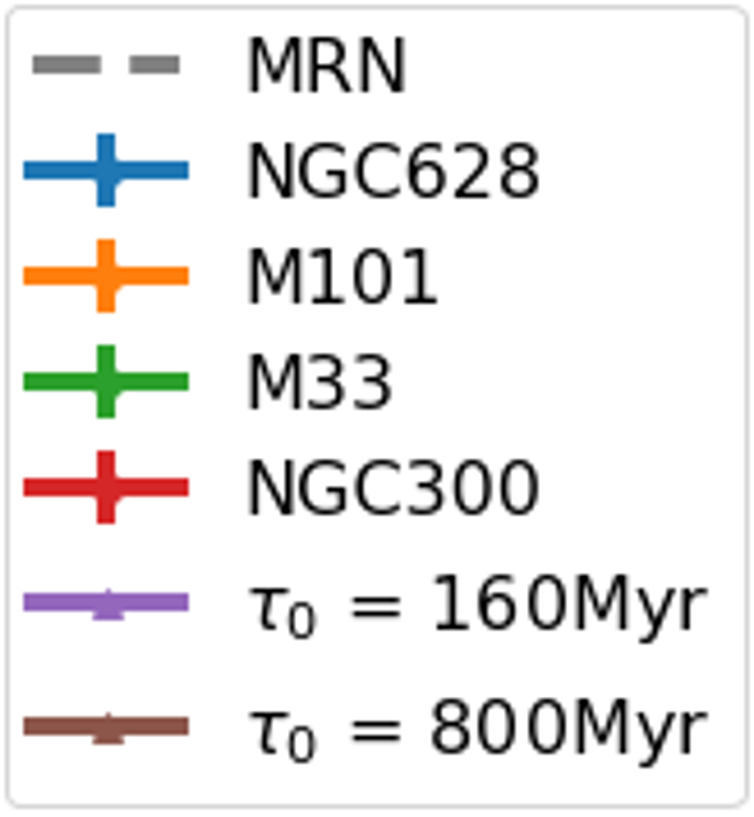 MRN
NGC628
M101
M33
NGC300
τ₀ = 160Myr
τ₀ = 800Myr